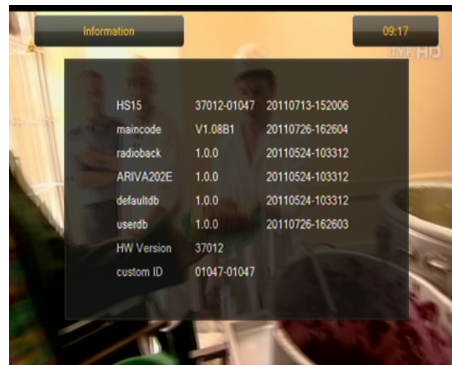 Information 09:17
TVP HD
HS15 37012-01047 20110713-152006
maincode V1.08B1 20110726-162604
radioback 1.0.0 20110524-103312
ARIVA202E 1.0.0 20110524-103312
defaultdb 1.0.0 20110524-103312
userdb 1.0.0 20110726-162603
HW Version 37012
custom ID 01047-01047